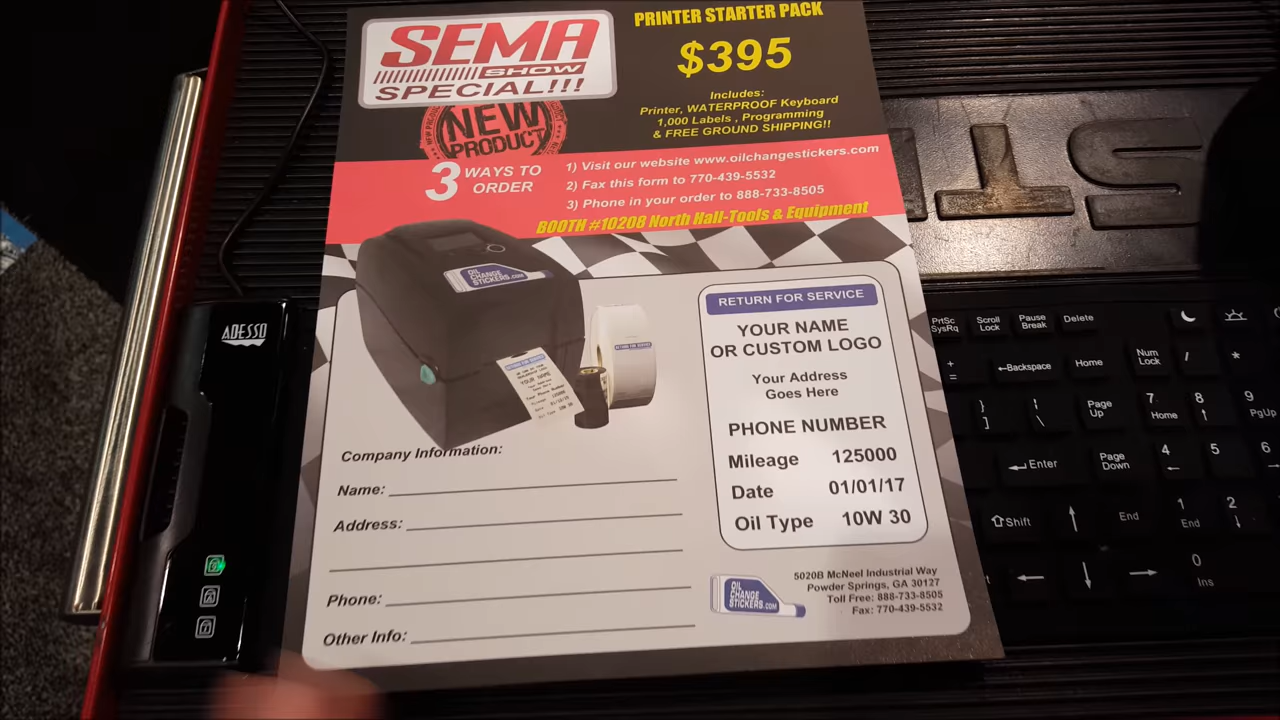 SEMA
SHOW
SPECIAL!!!
PRINTER STARTER PACK
$395
Includes:
Printer, WATERPROOF Keyboard
1,000 Labels , Programming
& FREE GROUND SHIPPING!!
NEW
PRODUCT
3 WAYS TO
ORDER
1) Visit our website www.oilchangestickers.com
2) Fax this form to 770-439-5532
3) Phone in your order to 888-733-8505
BOOTH #10208 North Hall-Tools & Equipment
OIL
CHANGE
STICKERS.COM
RETURN FOR SERVICE
YOUR NAME
OR CUSTOM LOGO
Your Address
Goes Here
PHONE NUMBER
Mileage 125000
Date 01/01/17
Oil Type 10W 30
Company Information:
Name:
Address:
Phone:
Other Info:
OIL
CHANGE
STICKERS.COM
5020B McNeel Industrial Way
Powder Springs, GA 30127
Toll Free: 888-733-8505
Fax: 770-439-5532
ADESSO
ST
PrtSc
SysRq
Scroll
Lock
Pause
Break
Delete
+
=
Backspace
Home
Num
Lock
/
*
}
]
¦
\
Page
Up
7
Home
8
9
PgUp
Enter
Page
Down
4
5
6
Shift
End
1
End
2
0
Ins